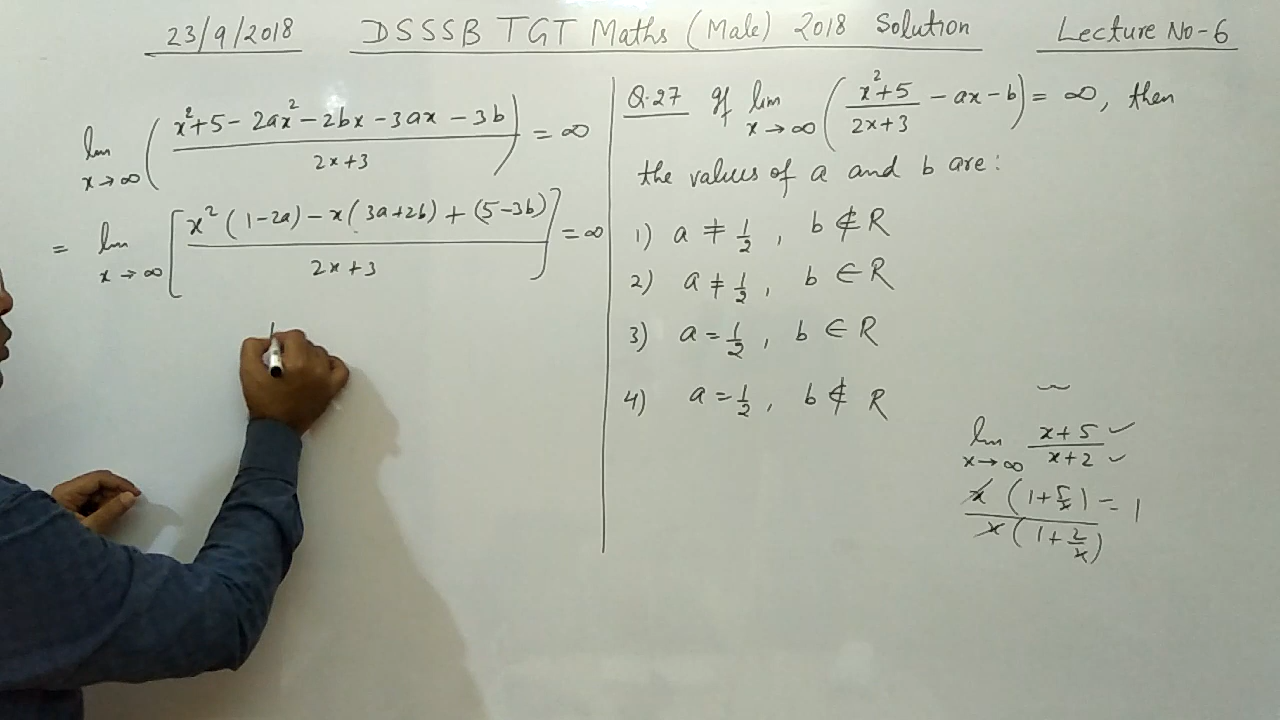 23/9/2018 DSSSB TGT Maths (Male) 2018 Solution Lecture No-6
lim x→∞ ( (x²+5 - 2ax² - 2bx - 3ax - 3b) / (2x+3) ) = ∞
= lim x→∞ [ (x² (1-2a) - x(3a+2b) + (5-3b)) / (2x+3) ] = ∞
Q.27 If lim x→∞ ( (x²+5) / (2x+3) - ax - b ) = ∞, then
the values of a and b are:
1) a ≠ 1/2 , b ∉ R
2) a ≠ 1/2 , b ∈ R
3) a = 1/2 , b ∈ R
4) a = 1/2 , b ∉ R
lim x→∞ (x+5) / (x+2)
x (1+5/x) / x (1+2/x) = 1